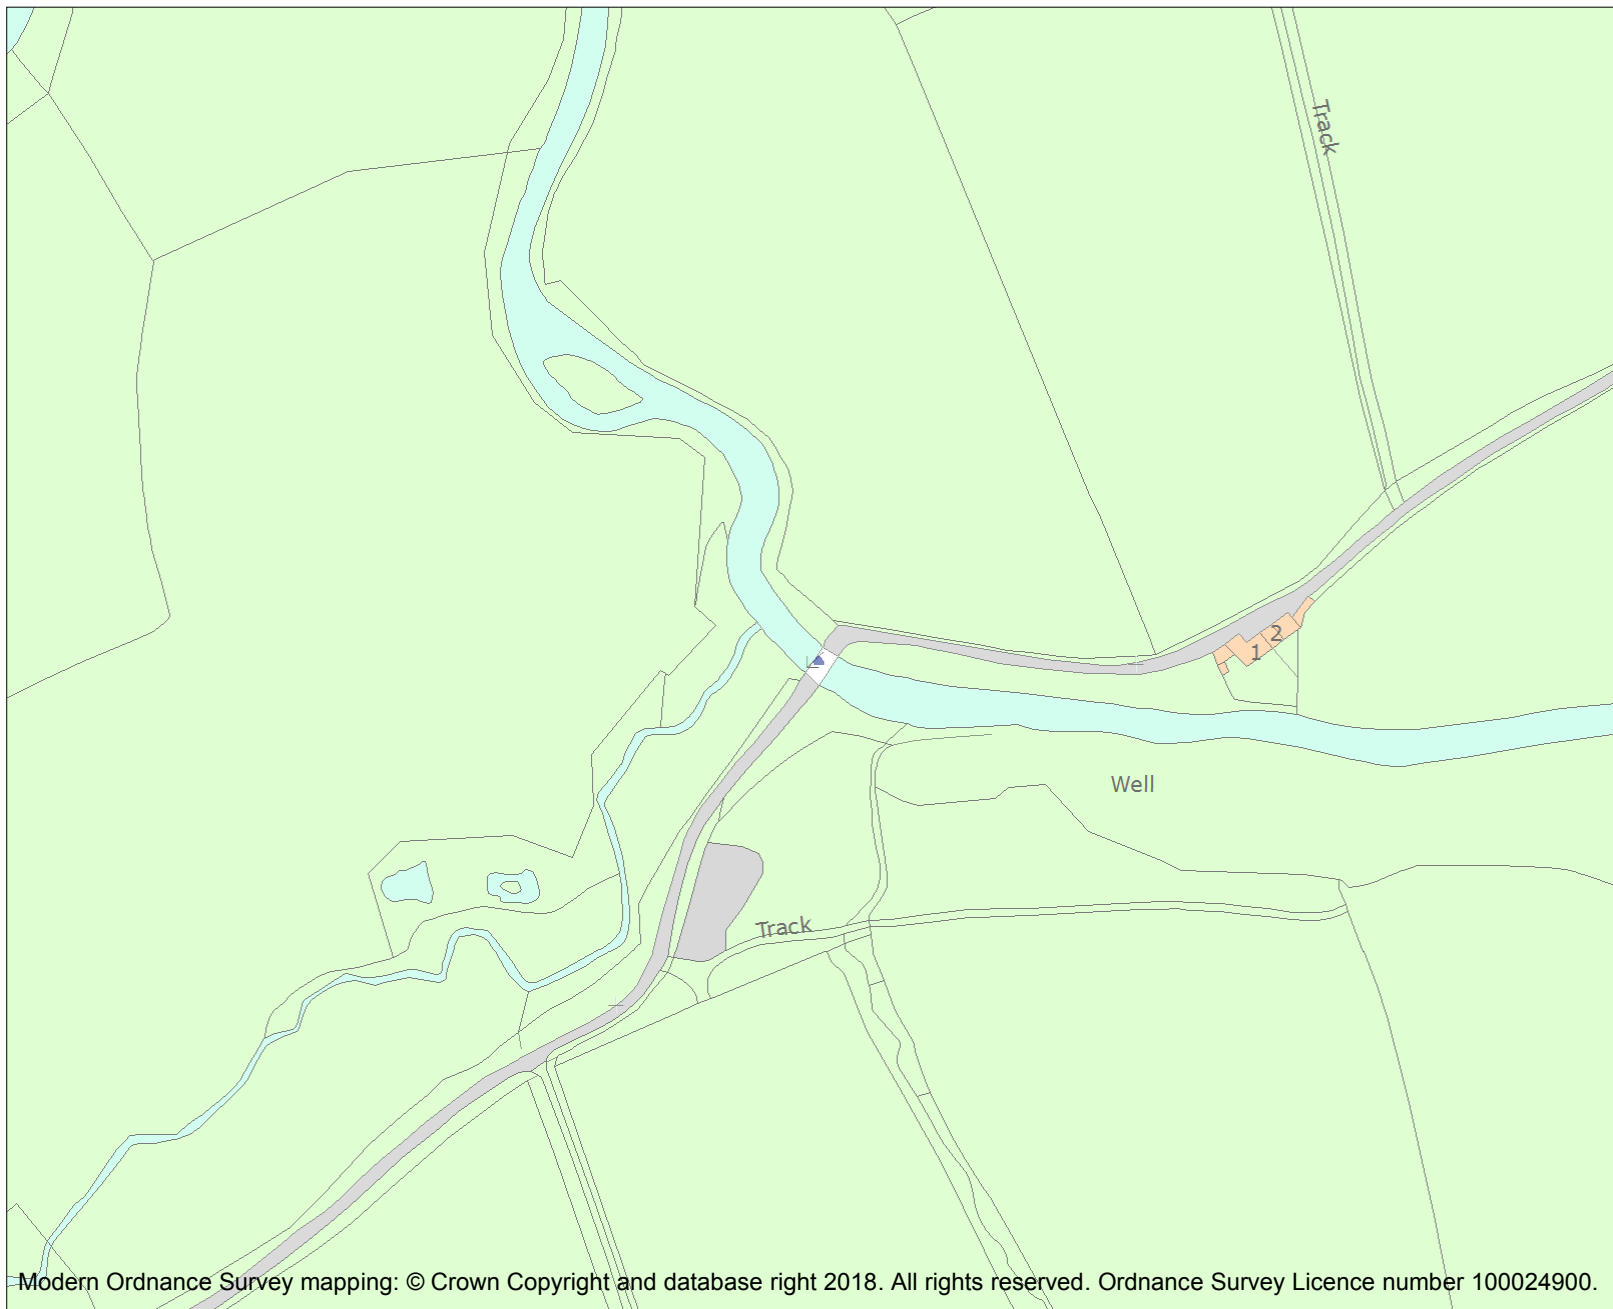 Track
2
1
Well
Track
Modern Ordnance Survey mapping: © Crown Copyright and database right 2018. All rights reserved. Ordnance Survey Licence number 100024900.